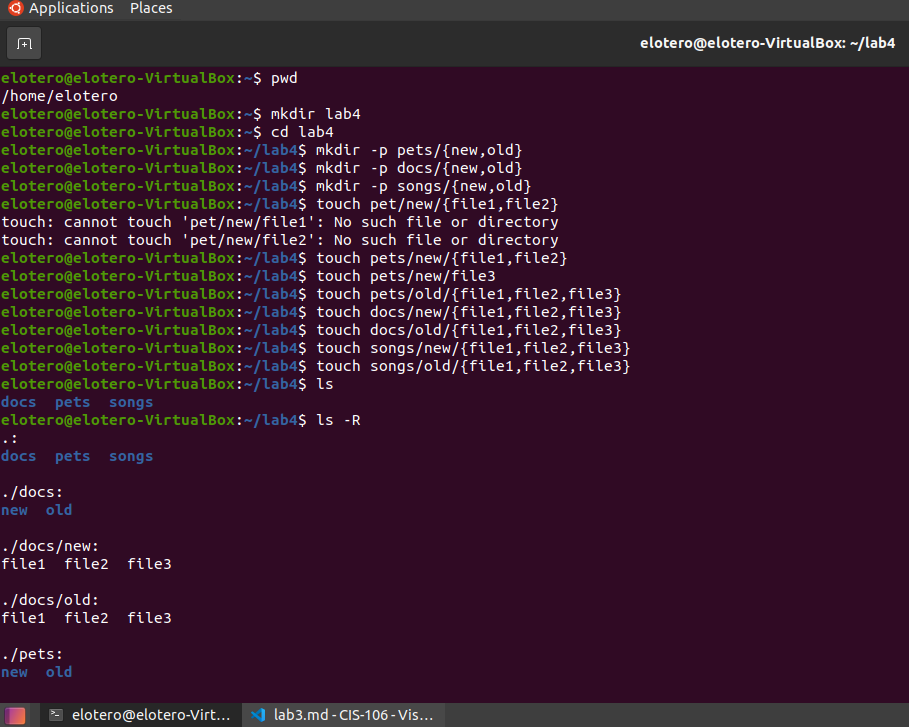 Applications Places
elotero@elotero-VirtualBox: ~/lab4
elotero@elotero-VirtualBox:~$ pwd
/home/elotero
elotero@elotero-VirtualBox:~$ mkdir lab4
elotero@elotero-VirtualBox:~$ cd lab4
elotero@elotero-VirtualBox:~/lab4$ mkdir -p pets/{new,old}
elotero@elotero-VirtualBox:~/lab4$ mkdir -p docs/{new,old}
elotero@elotero-VirtualBox:~/lab4$ mkdir -p songs/{new,old}
elotero@elotero-VirtualBox:~/lab4$ touch pet/new/{file1,file2}
touch: cannot touch 'pet/new/file1': No such file or directory
touch: cannot touch 'pet/new/file2': No such file or directory
elotero@elotero-VirtualBox:~/lab4$ touch pets/new/{file1,file2}
elotero@elotero-VirtualBox:~/lab4$ touch pets/new/file3
elotero@elotero-VirtualBox:~/lab4$ touch pets/old/{file1,file2,file3}
elotero@elotero-VirtualBox:~/lab4$ touch docs/new/{file1,file2,file3}
elotero@elotero-VirtualBox:~/lab4$ touch docs/old/{file1,file2,file3}
elotero@elotero-VirtualBox:~/lab4$ touch songs/new/{file1,file2,file3}
elotero@elotero-VirtualBox:~/lab4$ touch songs/old/{file1,file2,file3}
elotero@elotero-VirtualBox:~/lab4$ ls
docs  pets  songs
elotero@elotero-VirtualBox:~/lab4$ ls -R
.:
docs  pets  songs

./docs:
new  old

./docs/new:
file1  file2  file3

./docs/old:
file1  file2  file3

./pets:
new  old
elotero@elotero-Virt... lab3.md - CIS-106 - Vis...